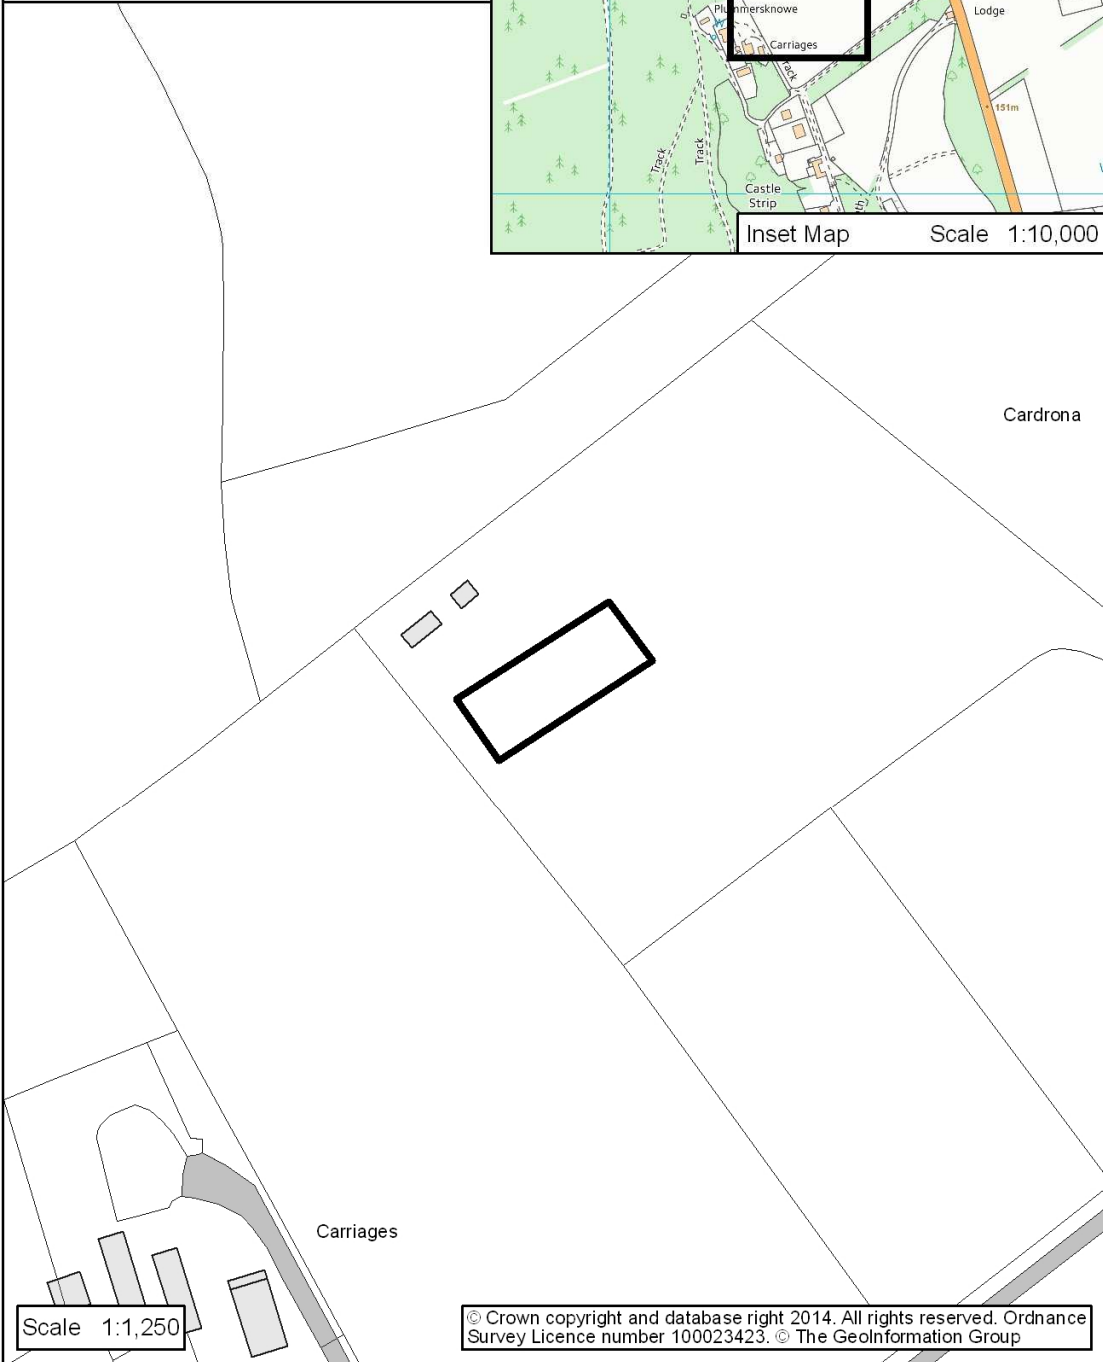 Plummersknowe
Lodge
Carriages
Track
151m
Track
Track
Castle
Strip
Inset Map Scale 1:10,000
Cardrona
Carriages
Scale 1:1,250
© Crown copyright and database right 2014. All rights reserved. Ordnance
Survey Licence number 100023423. © The GeoInformation Group